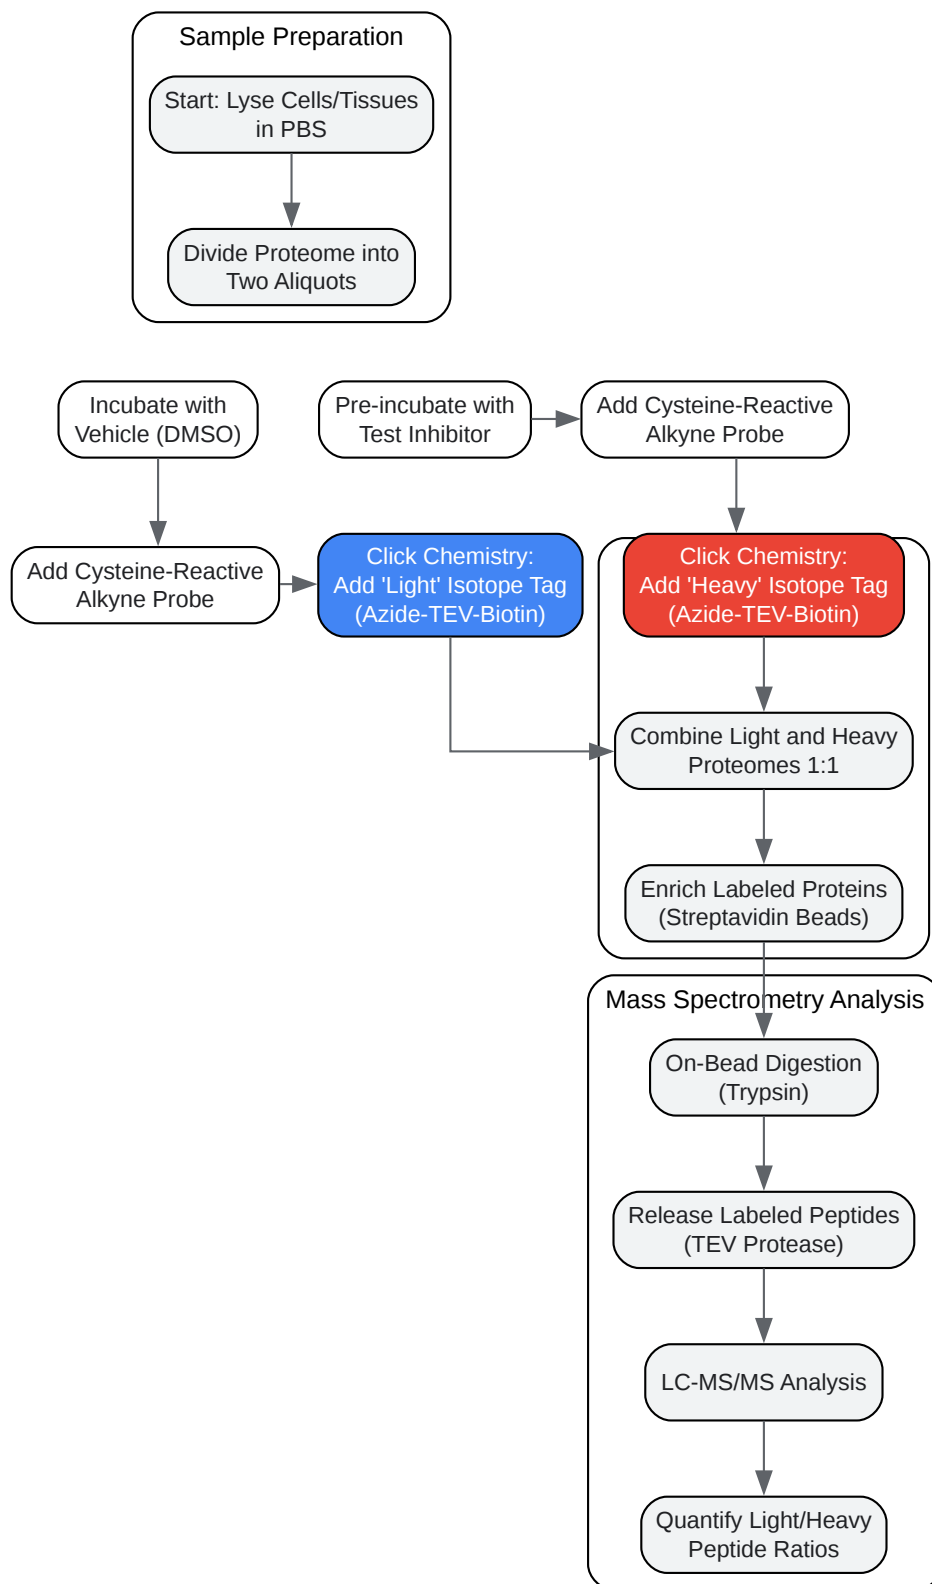 Sample Preparation
Start: Lyse Cells/Tissues
in PBS
Divide Proteome into
Two Aliquots
Incubate with
Vehicle (DMSO)
Pre-incubate with
Test Inhibitor
Add Cysteine-Reactive
Alkyne Probe
Add Cysteine-Reactive
Alkyne Probe
Click Chemistry:
Add 'Light' Isotope Tag
(Azide-TEV-Biotin)
Click Chemistry:
Add 'Heavy' Isotope Tag
(Azide-TEV-Biotin)
Combine Light and Heavy
Proteomes 1:1
Enrich Labeled Proteins
(Streptavidin Beads)
Mass Spectrometry Analysis
On-Bead Digestion
(Trypsin)
Release Labeled Peptides
(TEV Protease)
LC-MS/MS Analysis
Quantify Light/Heavy
Peptide Ratios